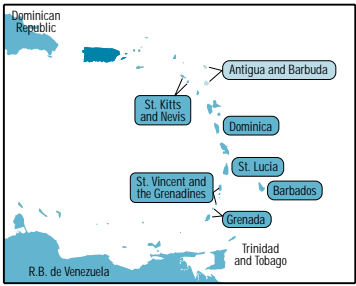 Dominican
Republic
Antigua and Barbuda
St. Kitts
and Nevis
Dominica
St. Lucia
St. Vincent and
the Grenadines
Barbados
Grenada
Trinidad
and Tobago
R.B. de Venezuela